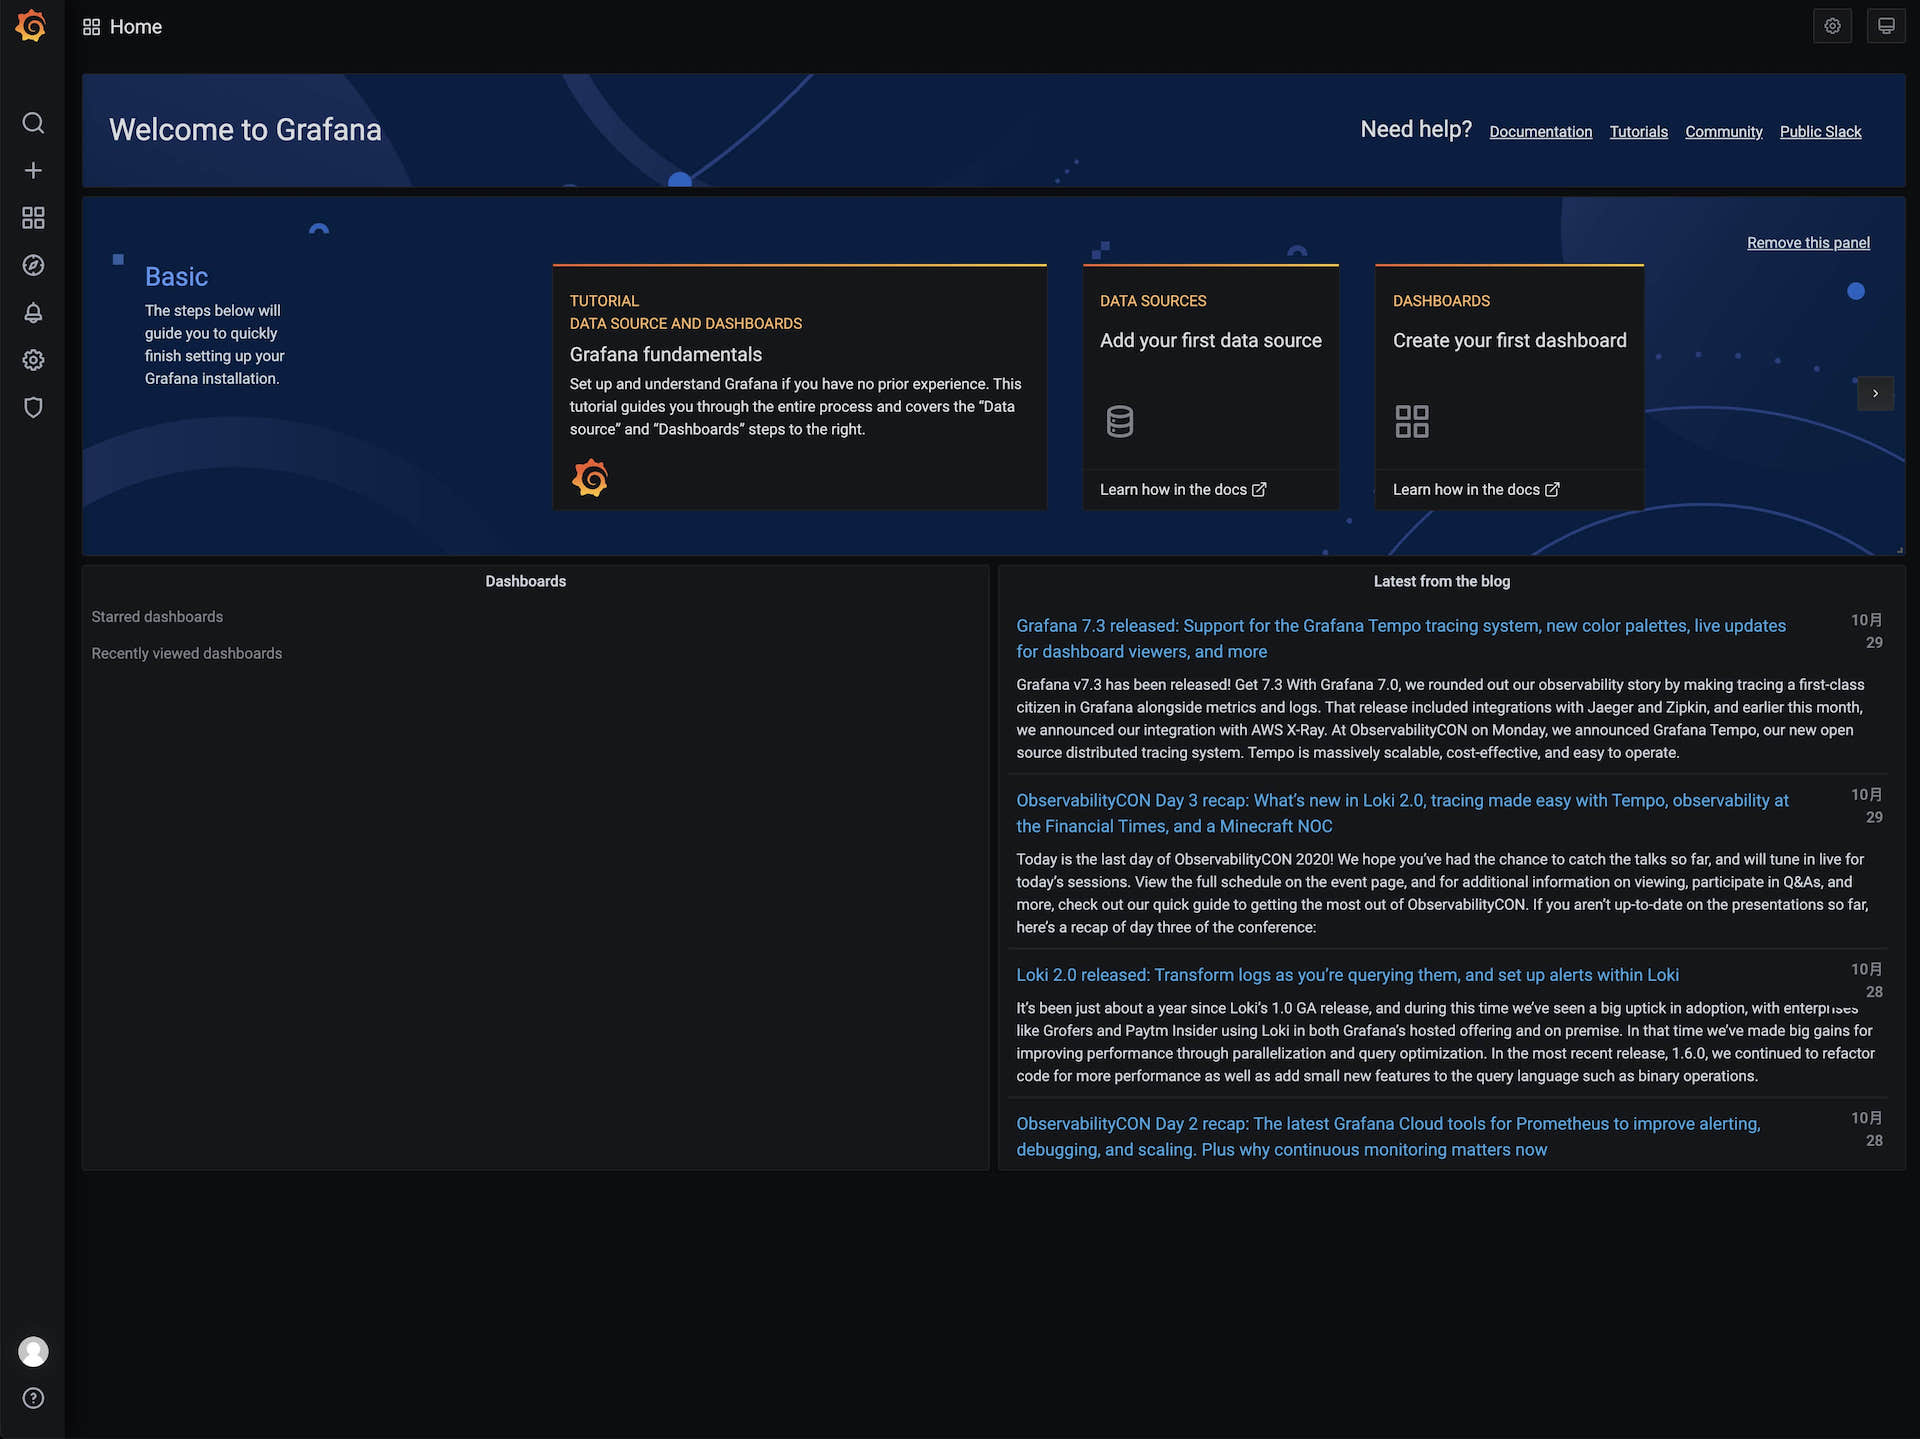 Home
Welcome to Grafana
Need help?
Documentation
Tutorials
Community
Public Slack
Remove this panel
Basic
The steps below will
guide you to quickly
finish setting up your
Grafana installation.
TUTORIAL
DATA SOURCE AND DASHBOARDS
Grafana fundamentals
Set up and understand Grafana if you have no prior experience. This
tutorial guides you through the entire process and covers the “Data
source” and “Dashboards” steps to the right.
DATA SOURCES
Add your first data source
Learn how in the docs
DASHBOARDS
Create your first dashboard
Learn how in the docs
Dashboards
Starred dashboards
Recently viewed dashboards
Latest from the blog
Grafana 7.3 released: Support for the Grafana Tempo tracing system, new color palettes, live updates
for dashboard viewers, and more
10月
29
Grafana v7.3 has been released! Get 7.3 With Grafana 7.0, we rounded out our observability story by making tracing a first-class
citizen in Grafana alongside metrics and logs. That release included integrations with Jaeger and Zipkin, and earlier this month,
we announced our integration with AWS X-Ray. At ObservabilityCON on Monday, we announced Grafana Tempo, our new open
source distributed tracing system. Tempo is massively scalable, cost-effective, and easy to operate.
ObservabilityCON Day 3 recap: What’s new in Loki 2.0, tracing made easy with Tempo, observability at
the Financial Times, and a Minecraft NOC
10月
29
Today is the last day of ObservabilityCON 2020! We hope you’ve had the chance to catch the talks so far, and will tune in live for
today’s sessions. View the full schedule on the event page, and for additional information on viewing, participate in Q&As, and
more, check out our quick guide to getting the most out of ObservabilityCON. If you aren’t up-to-date on the presentations so far,
here’s a recap of day three of the conference:
Loki 2.0 released: Transform logs as you’re querying them, and set up alerts within Loki
10月
28
It’s been just about a year since Loki’s 1.0 GA release, and during this time we’ve seen a big uptick in adoption, with enterprises
like Grofers and Paytm Insider using Loki in both Grafana’s hosted offering and on premise. In that time we’ve made big gains for
improving performance through parallelization and query optimization. In the most recent release, 1.6.0, we continued to refactor
code for more performance as well as add small new features to the query language such as binary operations.
ObservabilityCON Day 2 recap: The latest Grafana Cloud tools for Prometheus to improve alerting,
debugging, and scaling. Plus why continuous monitoring matters now
10月
28